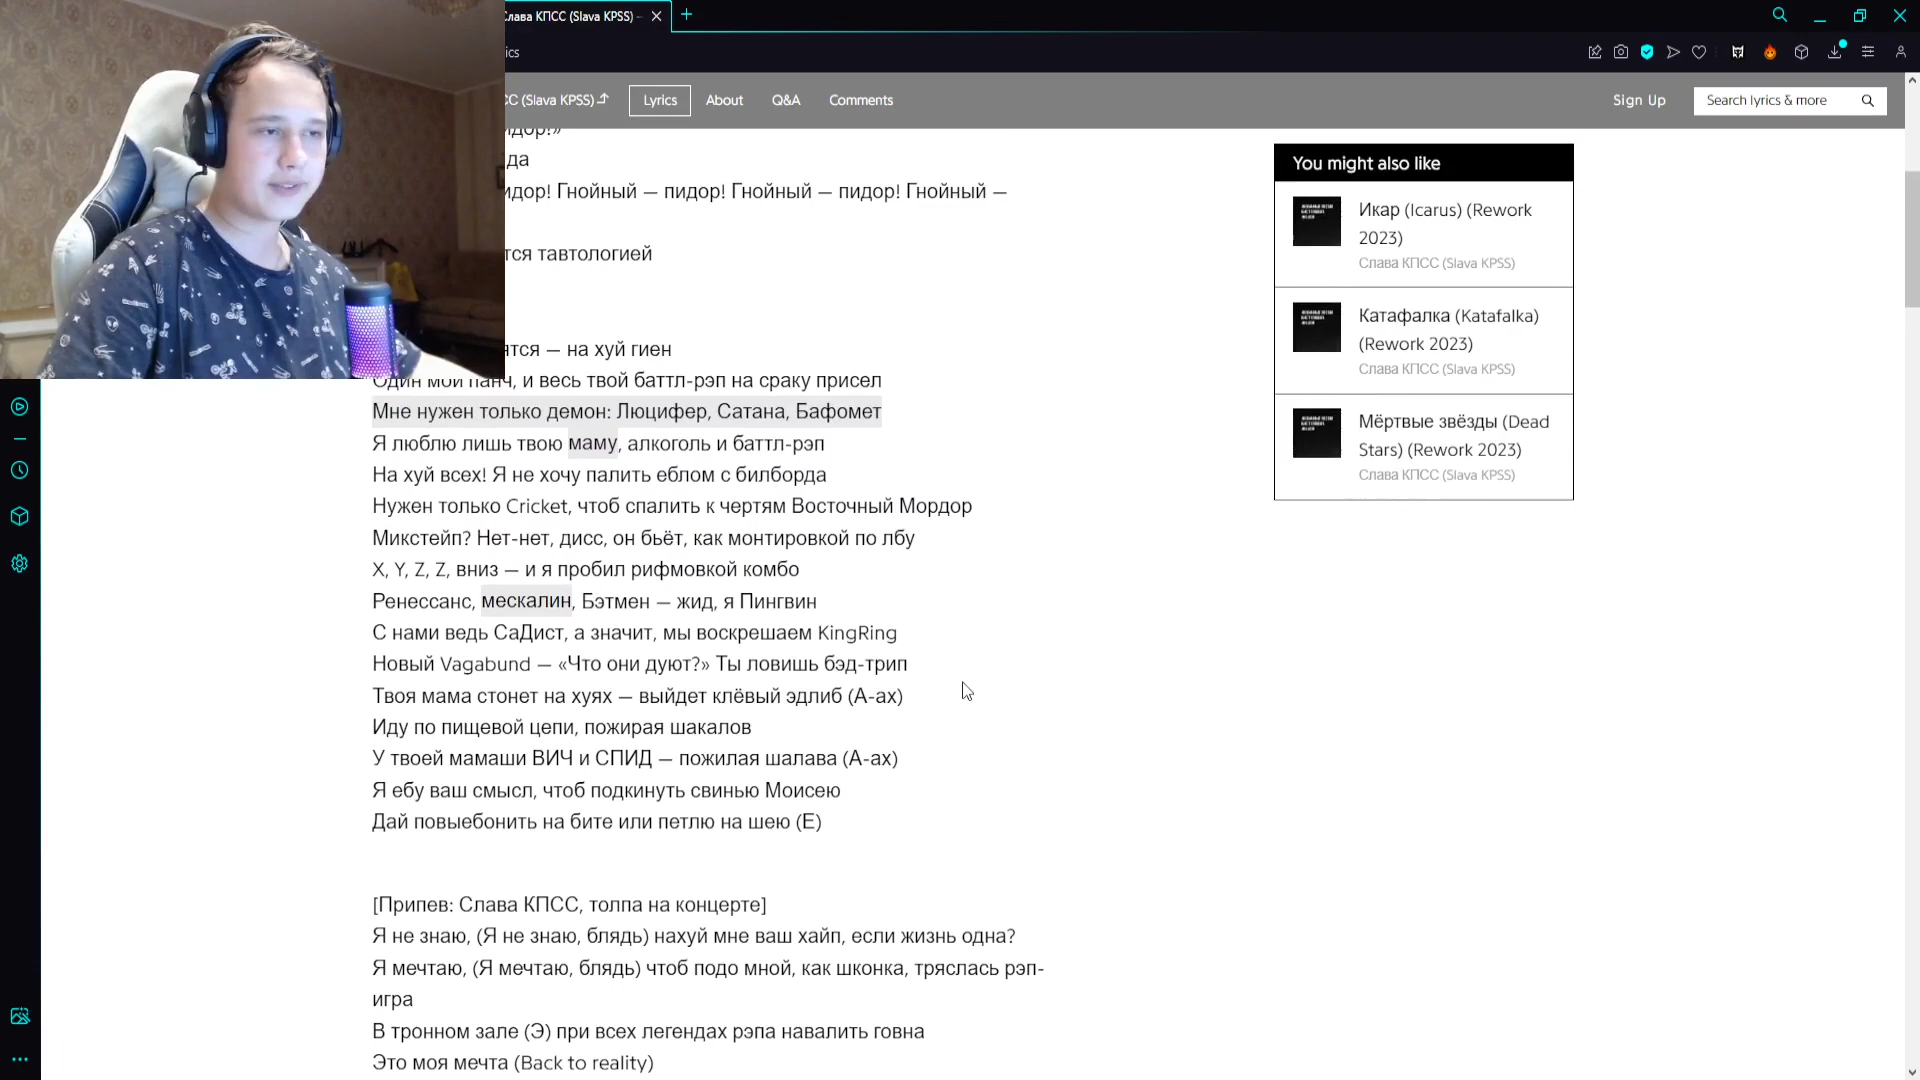 Слава КПСС (Slava KPSS) –
ics
СС (Slava KPSS)
Lyrics
About
Q&A
Comments
Sign Up
Search lyrics & more
идор!»
да
идор! Гнойный — пидор! Гнойный — пидор! Гнойный —
тся тавтологией
ятся — на хуй гиен
Один мой панч, и весь твой баттл-рэп на сраку присел
Мне нужен только демон: Люцифер, Сатана, Бафомет
Я люблю лишь твою маму, алкоголь и баттл-рэп
На хуй всех! Я не хочу палить еблом с билборда
Нужен только Cricket, чтоб спалить к чертям Восточный Мордор
Микстейп? Нет-нет, дисс, он бьёт, как монтировкой по лбу
X, Y, Z, Z, вниз — и я пробил рифмовкой комбо
Ренессанс, мескалин, Бэтмен — жид, я Пингвин
С нами ведь СаДист, а значит, мы воскрешаем KingRing
Новый Vagabund — «Что они дуют?» Ты ловишь бэд-трип
Твоя мама стонет на хуях — выйдет клёвый эдлиб (А-ах)
Иду по пищевой цепи, пожирая шакалов
У твоей мамаши ВИЧ и СПИД — пожилая шалава (А-ах)
Я ебу ваш смысл, чтоб подкинуть свинью Моисею
Дай повыебонить на бите или петлю на шею (Е)
[Припев: Слава КПСС, толпа на концерте]
Я не знаю, (Я не знаю, блядь) нахуй мне ваш хайп, если жизнь одна?
Я мечтаю, (Я мечтаю, блядь) чтоб подо мной, как шконка, тряслась рэп-
игра
В тронном зале (Э) при всех легендах рэпа навалить говна
Это моя мечта (Back to reality)
You might also like
Икар (Icarus) (Rework
2023)
Слава КПСС (Slava KPSS)
Катафалка (Katafalka)
(Rework 2023)
Слава КПСС (Slava KPSS)
Мёртвые звёзды (Dead
Stars) (Rework 2023)
Слава КПСС (Slava KPSS)